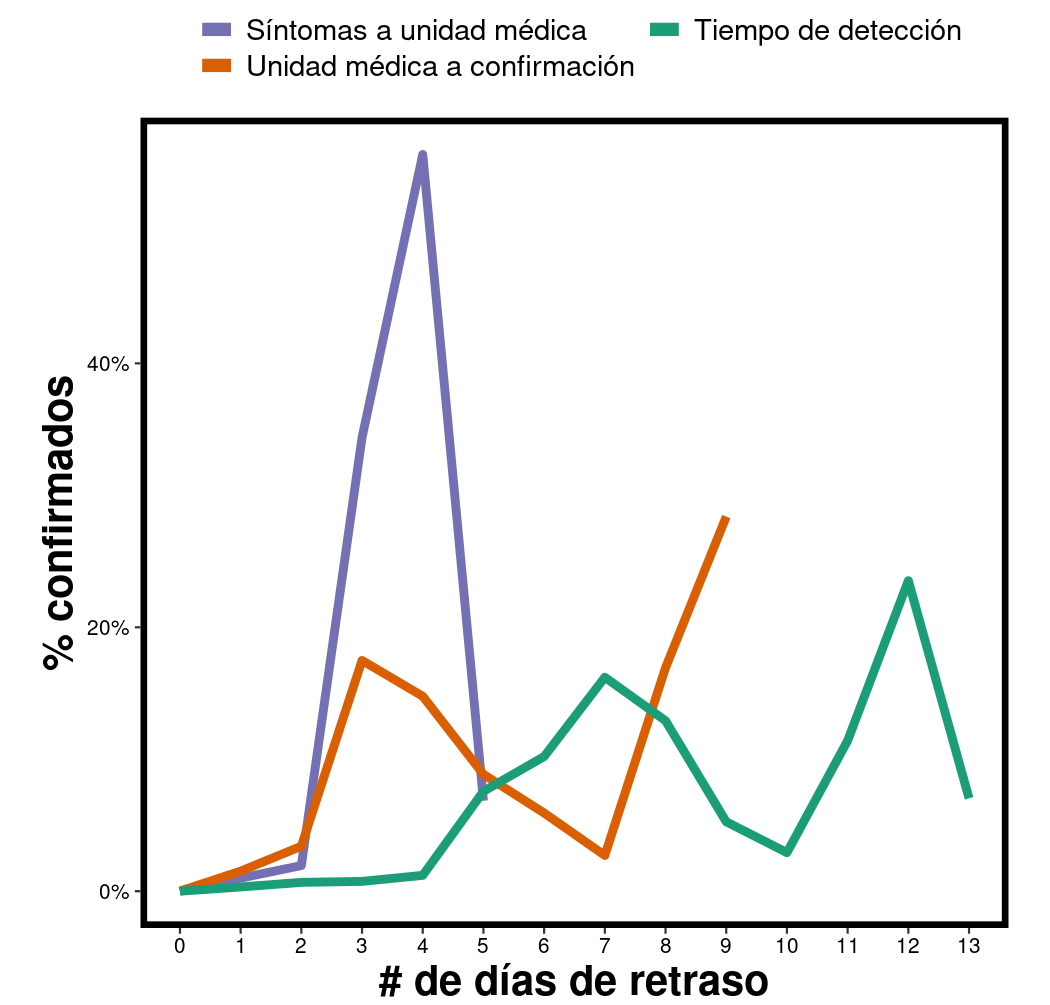 Síntomas a unidad médica
Tiempo de detección
Unidad médica a confirmación
% confirmados
40%
20%
0%
0 1 2 3 4 5 6 7 8 9 10 11 12 13
# de días de retraso